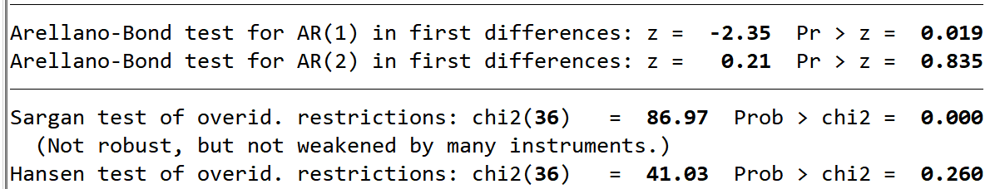 Arellano-Bond test for AR(1) in first differences: z =  -2.35  Pr > z =  0.019
Arellano-Bond test for AR(2) in first differences: z =   0.21  Pr > z =  0.835
Sargan test of overid. restrictions: chi2(36)   =  86.97  Prob > chi2 =  0.000
  (Not robust, but not weakened by many instruments.)
Hansen test of overid. restrictions: chi2(36)   =  41.03  Prob > chi2 =  0.260